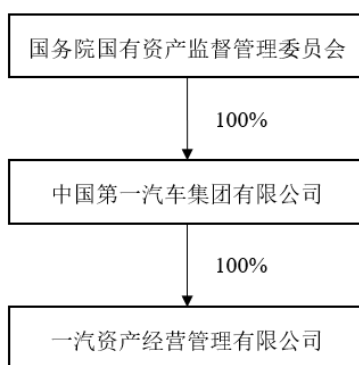 国务院国有资产监督管理委员会
100%
中国第一汽车集团有限公司
100%
一汽资产经营管理有限公司